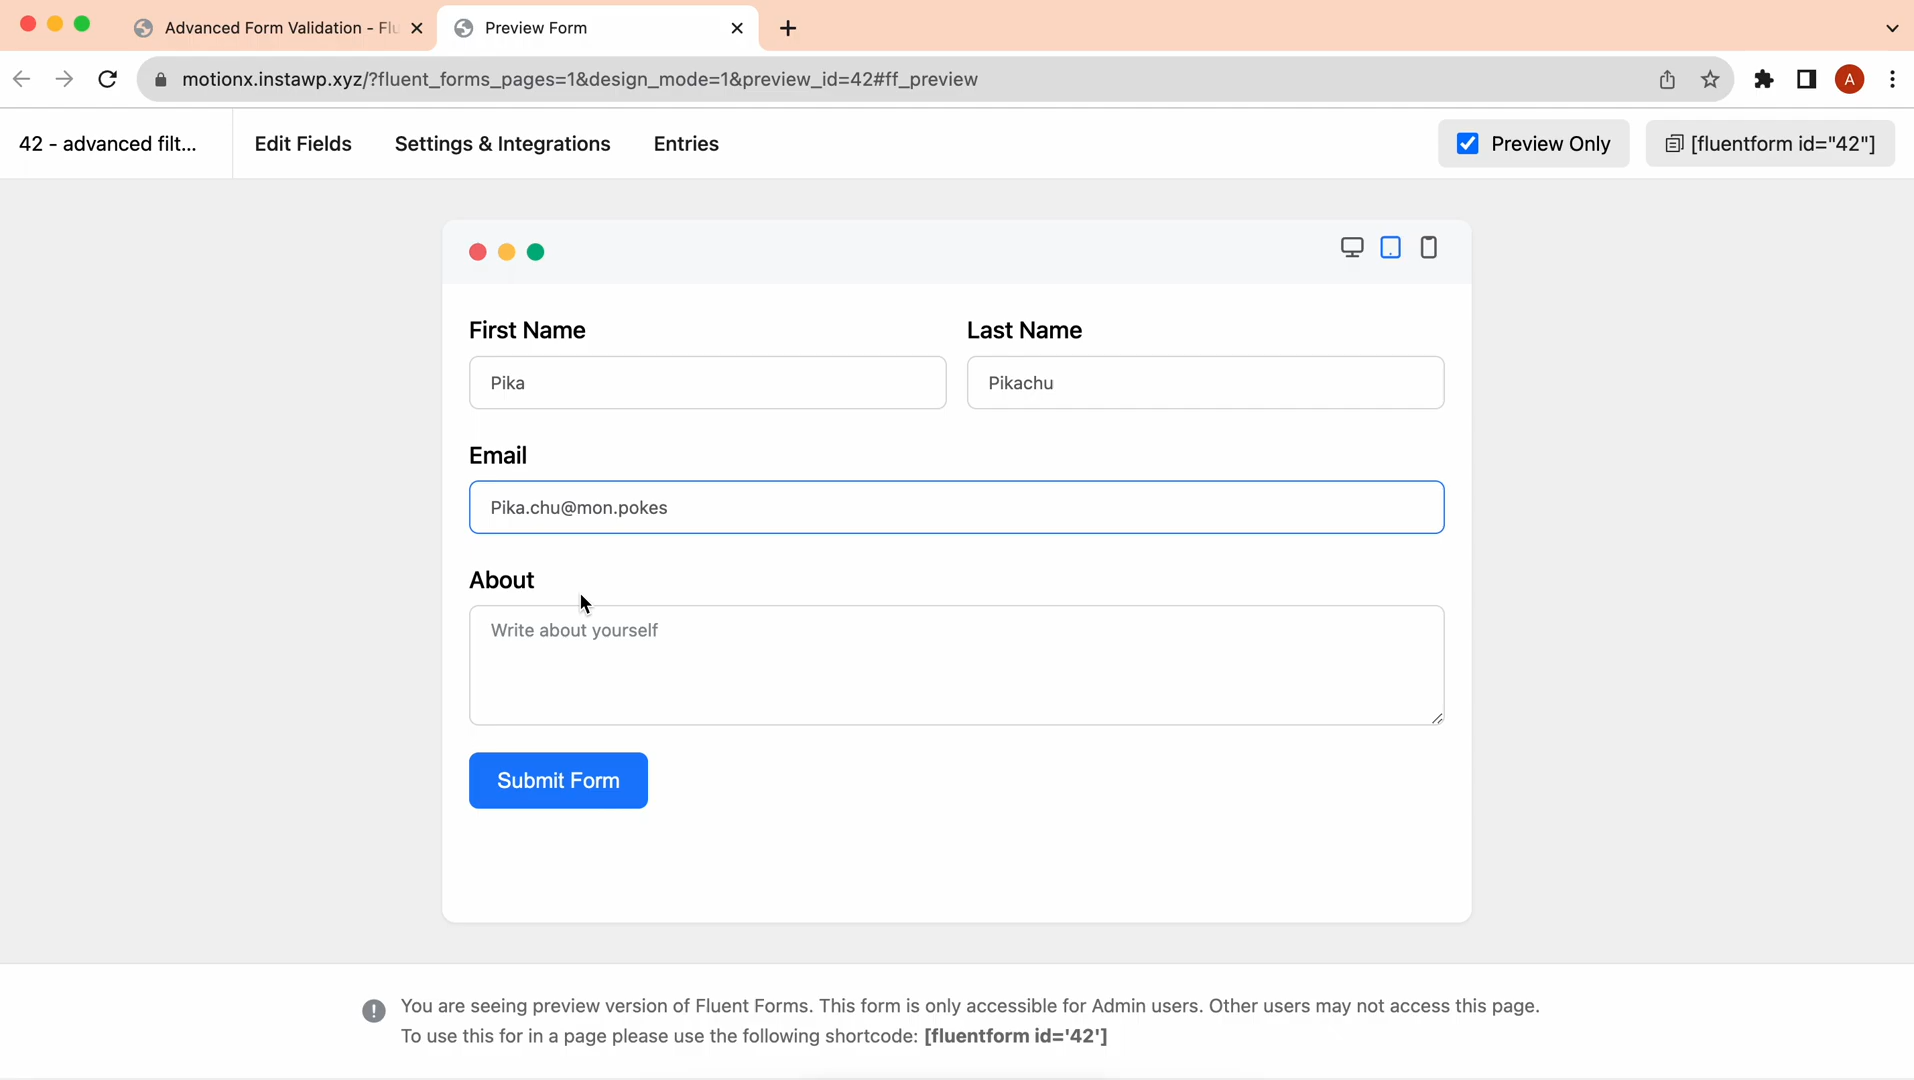 Advanced Form Validation - Flu
Preview Form
motionx.instawp.xyz/?fluent_forms_pages=1&design_mode=1&preview_id=42#ff_preview
A
42 - advanced filt...
Edit Fields
Settings & Integrations
Entries
Preview Only
[fluentform id="42"]
First Name
Last Name
Pika
Pikachu
Email
Pika.chu@mon.pokes
About
Write about yourself
Submit Form
You are seeing preview version of Fluent Forms. This form is only accessible for Admin users. Other users may not access this page.
To use this for in a page please use the following shortcode: [fluentform id='42']